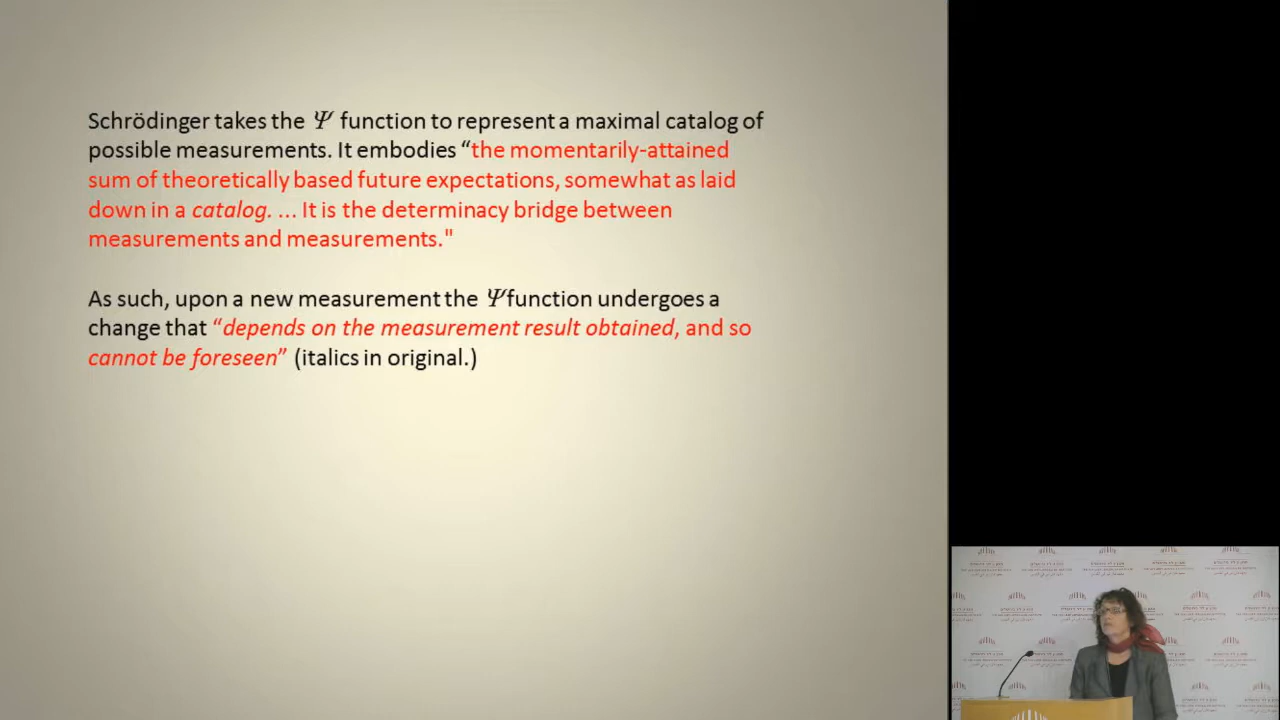 Schrödinger takes the Ψ function to represent a maximal catalog of
possible measurements. It embodies “the momentarily-attained
sum of theoretically based future expectations, somewhat as laid
down in a catalog. ... It is the determinacy bridge between
measurements and measurements."
As such, upon a new measurement the Ψ function undergoes a
change that “depends on the measurement result obtained, and so
cannot be foreseen” (italics in original.)